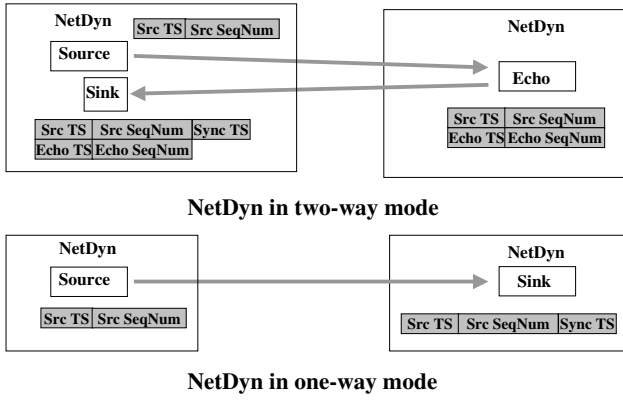 NetDyn
Src TS Src SeqNum
Source
Sink
Src TS Src SeqNum Sync TS
Echo TS Echo SeqNum
NetDyn
Echo
Src TS Src SeqNum
Echo TS Echo SeqNum
NetDyn in two-way mode
NetDyn
Source
Src TS Src SeqNum
NetDyn
Sink
Src TS Src SeqNum Sync TS
NetDyn in one-way mode